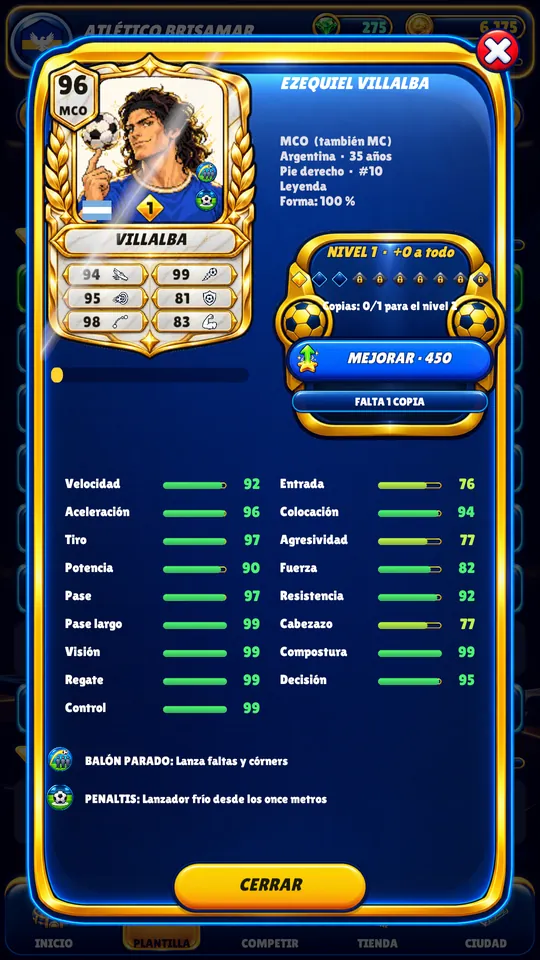 ATLÉTICO BRISAMAR
275
6,175
96
MCO
1
VILLALBA
94
99
95
81
98
83
EZEQUIEL VILLALBA
MCO (también MC)
Argentina · 35 años
Pie derecho · #10
Leyenda
Forma: 100 %
NIVEL 1 · +0 a todo
Copias: 0/1 para el nivel
MEJORAR · 450
FALTA 1 COPIA
Velocidad 92
Aceleración 96
Tiro 97
Potencia 90
Pase 97
Pase largo 99
Visión 99
Regate 99
Control 99
Entrada 76
Colocación 94
Agresividad 77
Fuerza 82
Resistencia 92
Cabezazo 77
Compostura 99
Decisión 95
BALÓN PARADO: Lanza faltas y córners
PENALTIS: Lanzador frío desde los once metros
CERRAR
INICIO
PLANTILLA
COMPETIR
TIENDA
CIUDAD